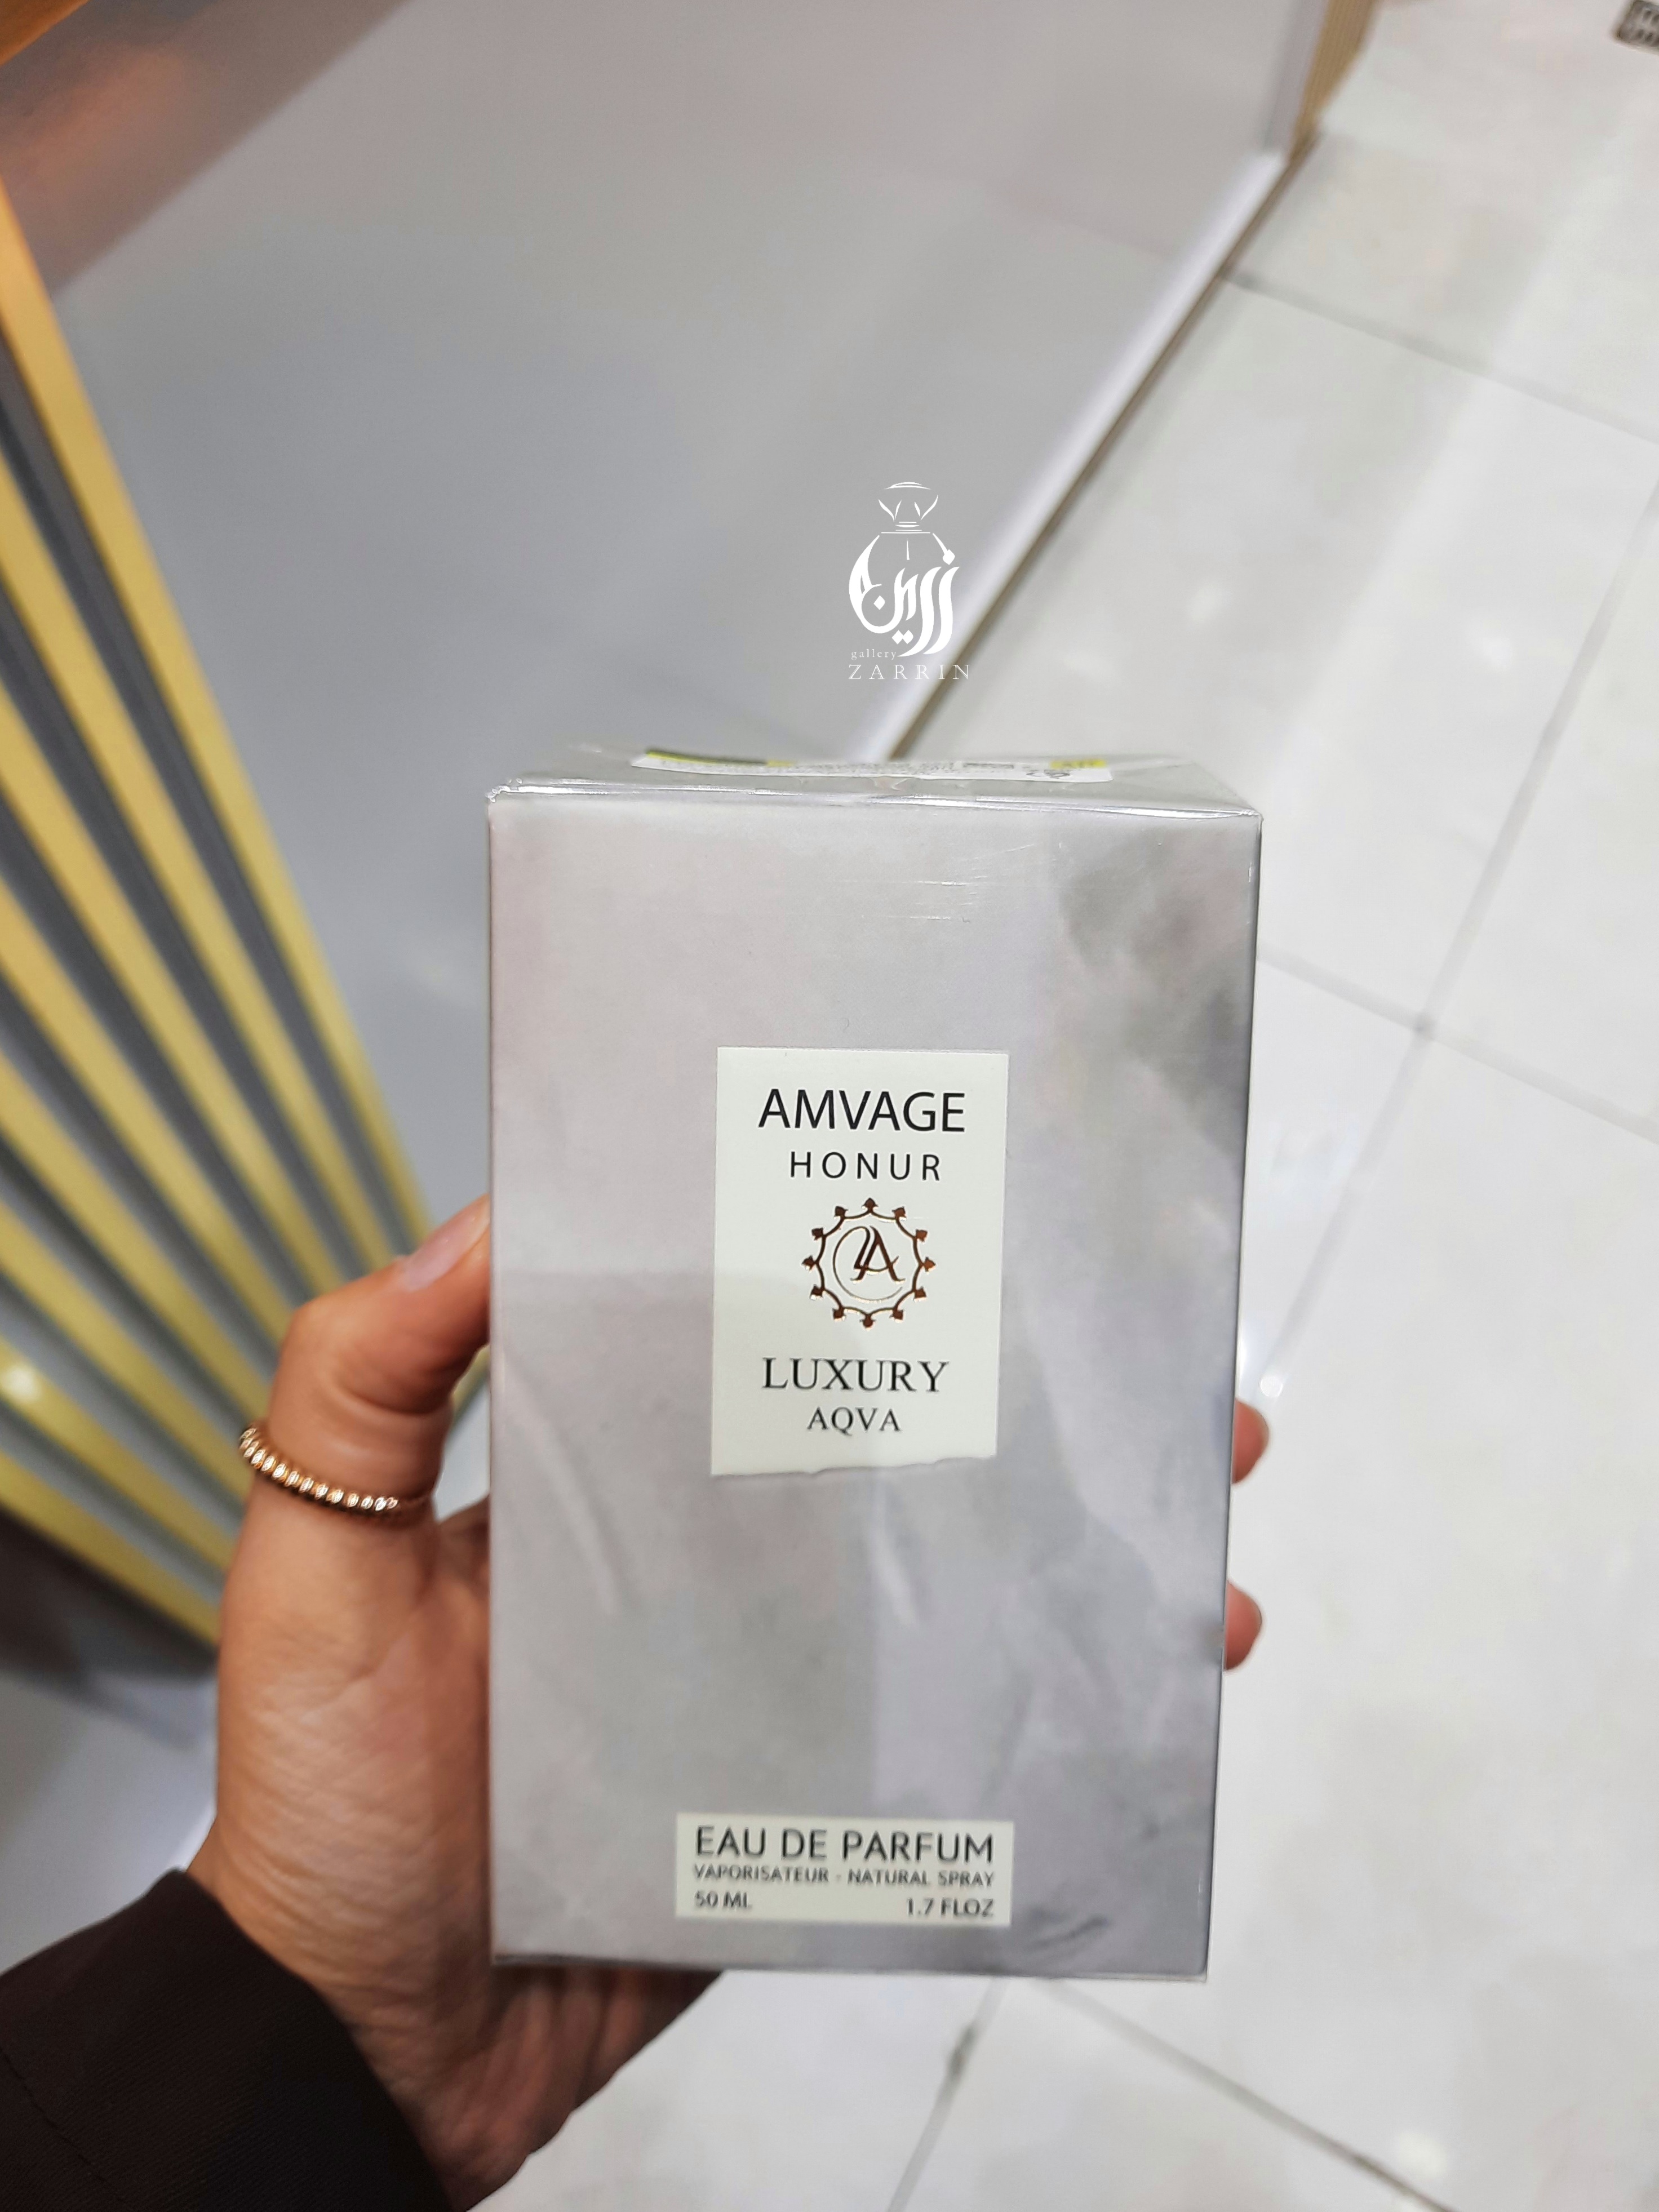 زرین
gallery
ZARRIN
AMVAGE
HONUR
A
LUXURY
AQVA
EAU DE PARFUM
VAPORISATEUR - NATURAL SPRAY
50 ML 1.7 FLOZ